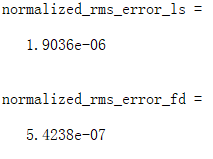 normalized_rms_error_ls =
1.9036e-06
normalized_rms_error_fd =
5.4238e-07